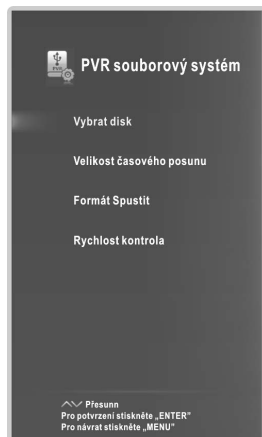 PVR
PVR souborový systém
Vybrat disk
Velikost časového posunu
Formát Spustit
Rychlost kontrola
Přesunn
Pro potvrzení stiskněte „ENTER”
Pro návrat stiskněte „MENU”